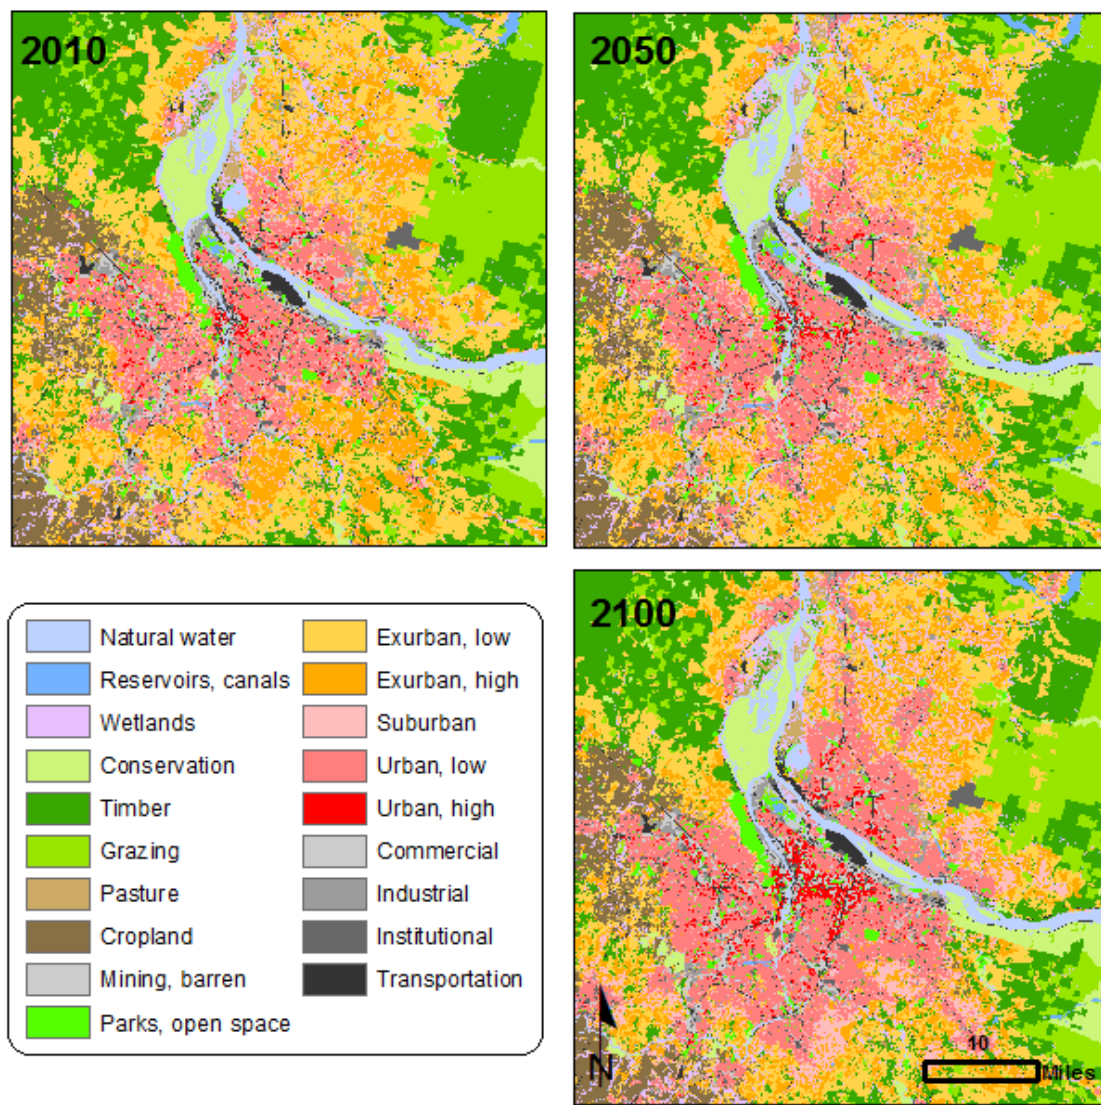 2010
2050
2100
Natural water
Reservoirs, canals
Wetlands
Conservation
Timber
Grazing
Pasture
Cropland
Mining, barren
Parks, open space
Exurban, low
Exurban, high
Suburban
Urban, low
Urban, high
Commercial
Industrial
Institutional
Transportation
N
10
Miles